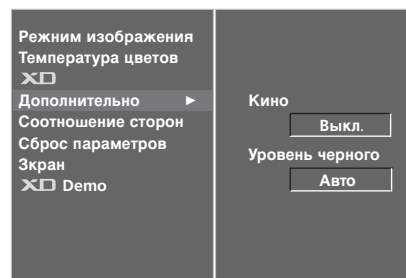 Режим изображения
Температура цветов
XD
Дополнительно ►
Соотношение сторон
Сброс параметров
Зкран
XD Demo
Кино
Выкл.
Уровень черного
Авто